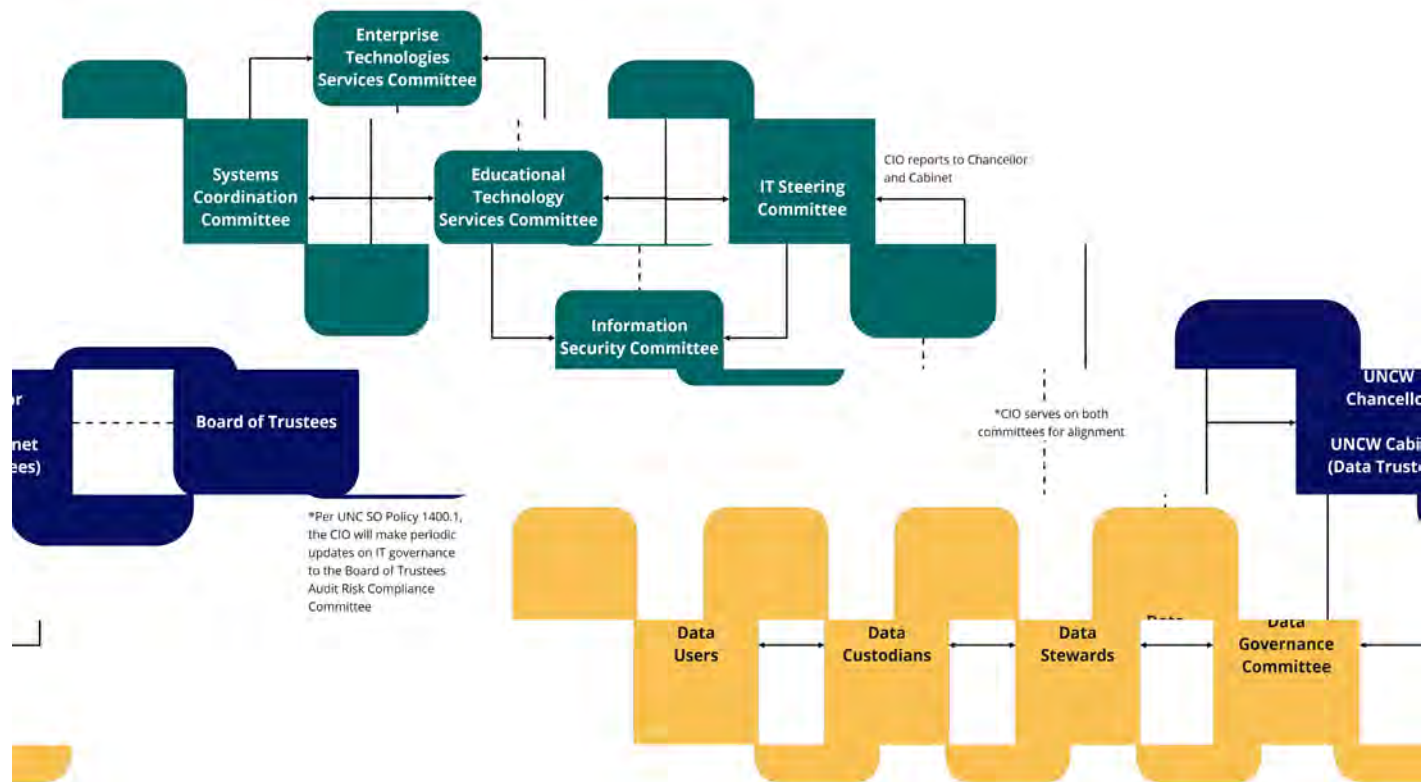 Enterprise
Technologies
Services Committee
Systems
Coordination
Committee
Educational
Technology
Services Committee
IT Steering
Committee
CIO reports to Chancellor
and Cabinet
Information
Security Committee
Board of Trustees
*CIO serves on both
committees for alignment
UNCW
UNCW
*Per UNC SO Policy 1400.1,
the CIO will make periodic
updates on IT governance
to the Board of Trustees
Audit Risk Compliance
Committee
Data
Users
Data
Custodians
Data
Stewards
Data
Governance
Committee